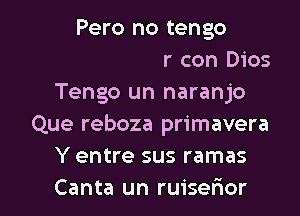 Pero no tengo
r con Dios
Tengo un naranjo
Que reboza primavera
Y entre sus ramas
Canta un ruiseñor